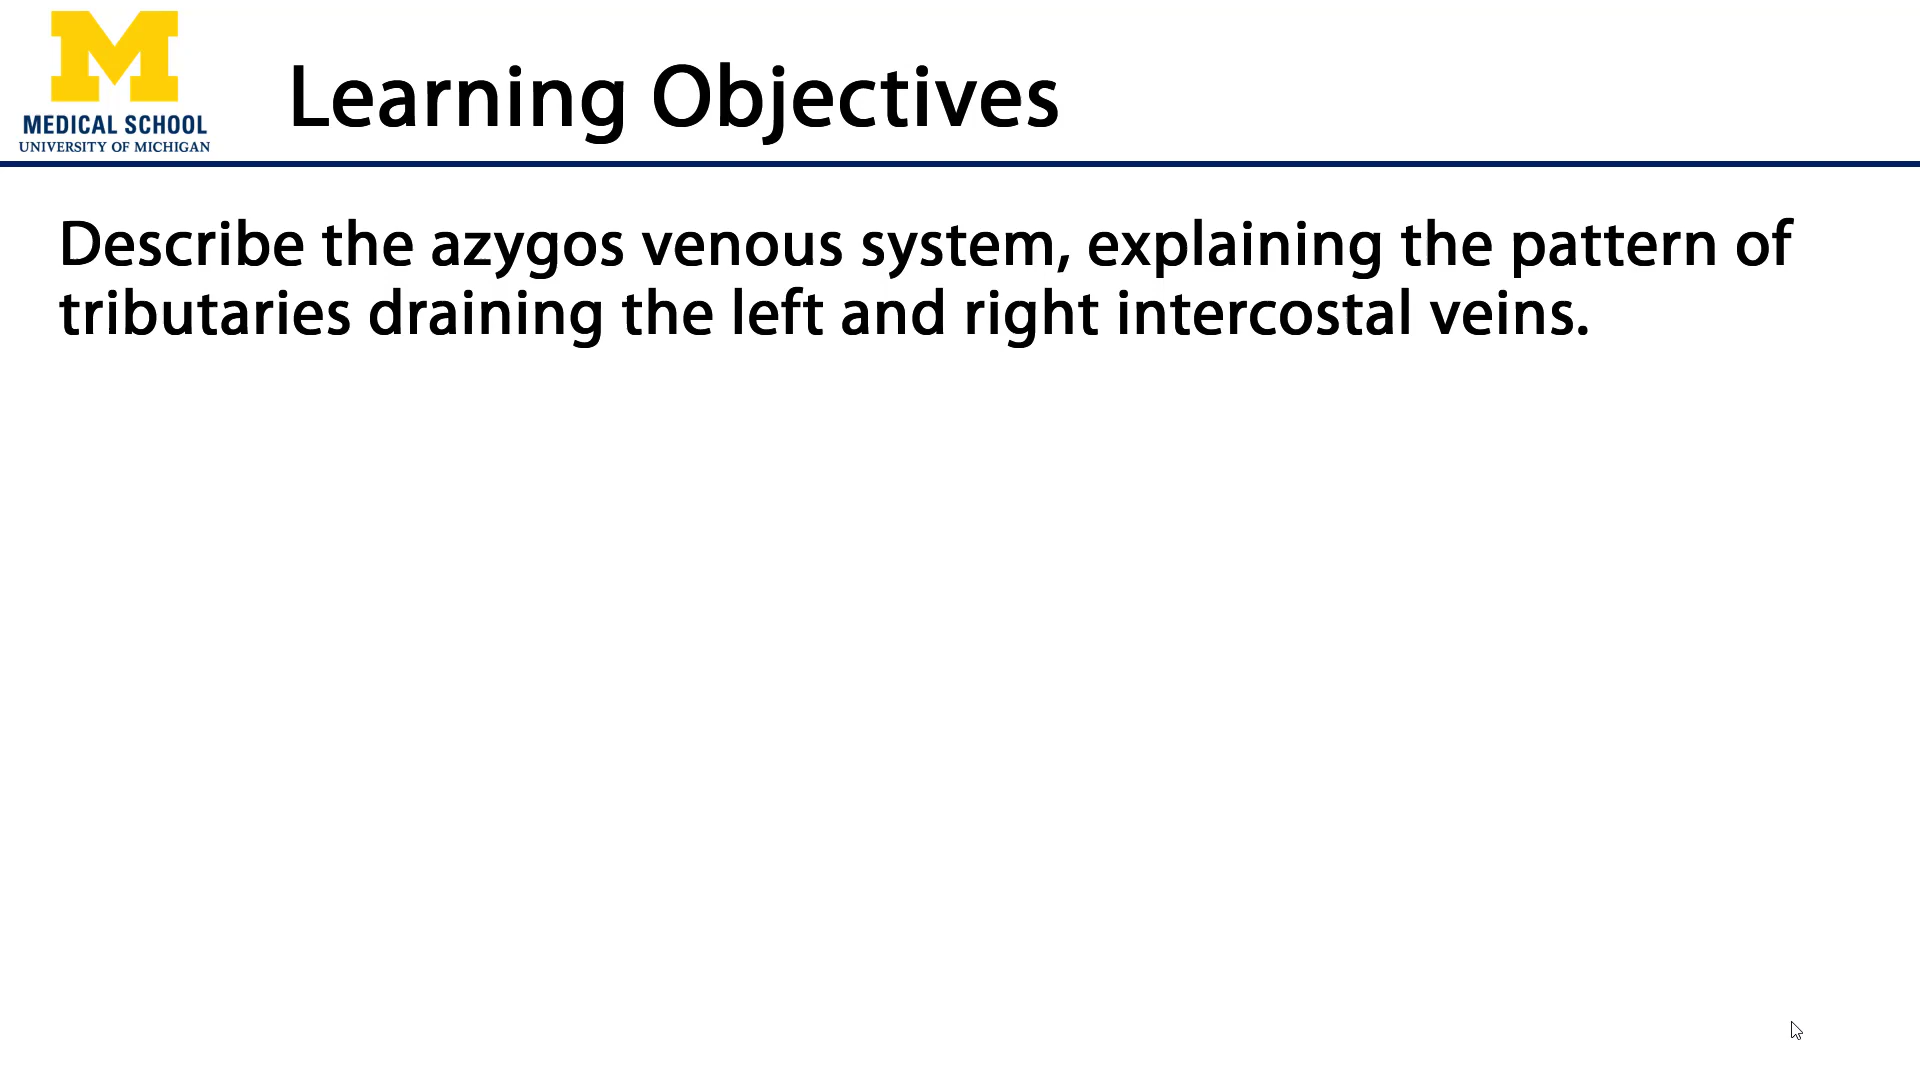 M
MEDICAL SCHOOL
UNIVERSITY OF MICHIGAN
Learning Objectives
Describe the azygos venous system, explaining the pattern of
tributaries draining the left and right intercostal veins.